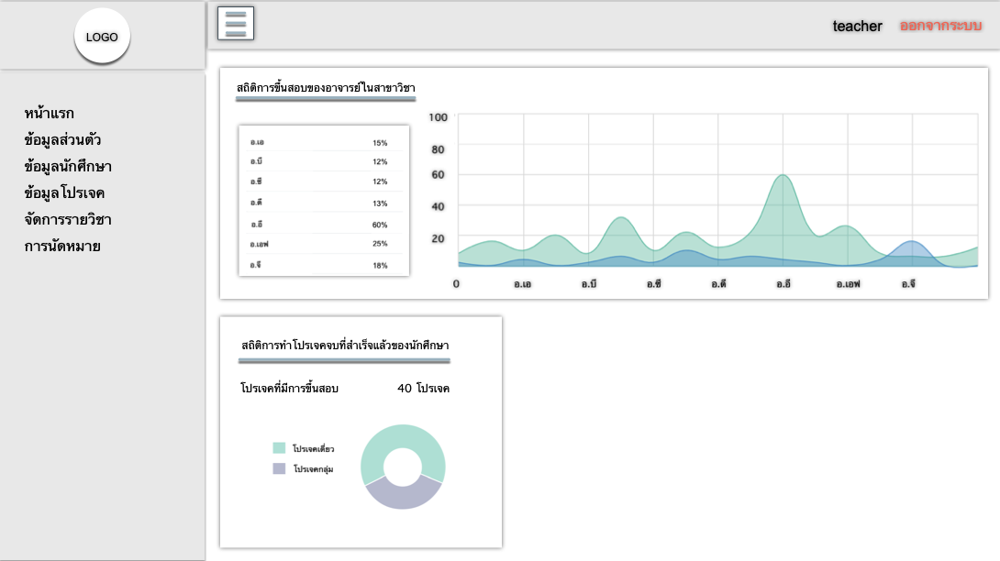 LOGO
teacher ออกจากระบบ
หน้าแรก
ข้อมูลส่วนตัว
ข้อมูลนักศึกษา
ข้อมูลโปรเจค
จัดการรายวิชา
การนัดหมาย
สถิติการขึ้นสอบของอาจารย์ในสาขาวิชา
อ.เอ 15%
อ.บี 12%
อ.ซี 12%
อ.ดี 13%
อ.อี 60%
อ.เอฟ 25%
อ.จี 18%
100
80
60
40
20
0 อ.เอ อ.บี อ.ซี อ.ดี อ.อี อ.เอฟ อ.จี
สถิติการทำโปรเจคจบที่สำเร็จแล้วของนักศึกษา
โปรเจคที่มีการขึ้นสอบ 40 โปรเจค
โปรเจคเดี่ยว
โปรเจคกลุ่ม